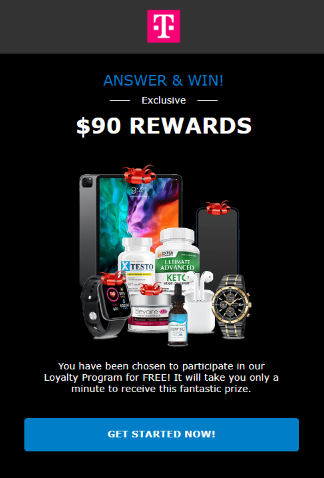 T
ANSWER & WIN!
Exclusive
$90 REWARDS
XTESTO
ULTIMATE
ADVANCED
KETO
You have been chosen to participate in our
Loyalty Program for FREE! It will take you only a
minute to receive this fantastic prize.
GET STARTED NOW!